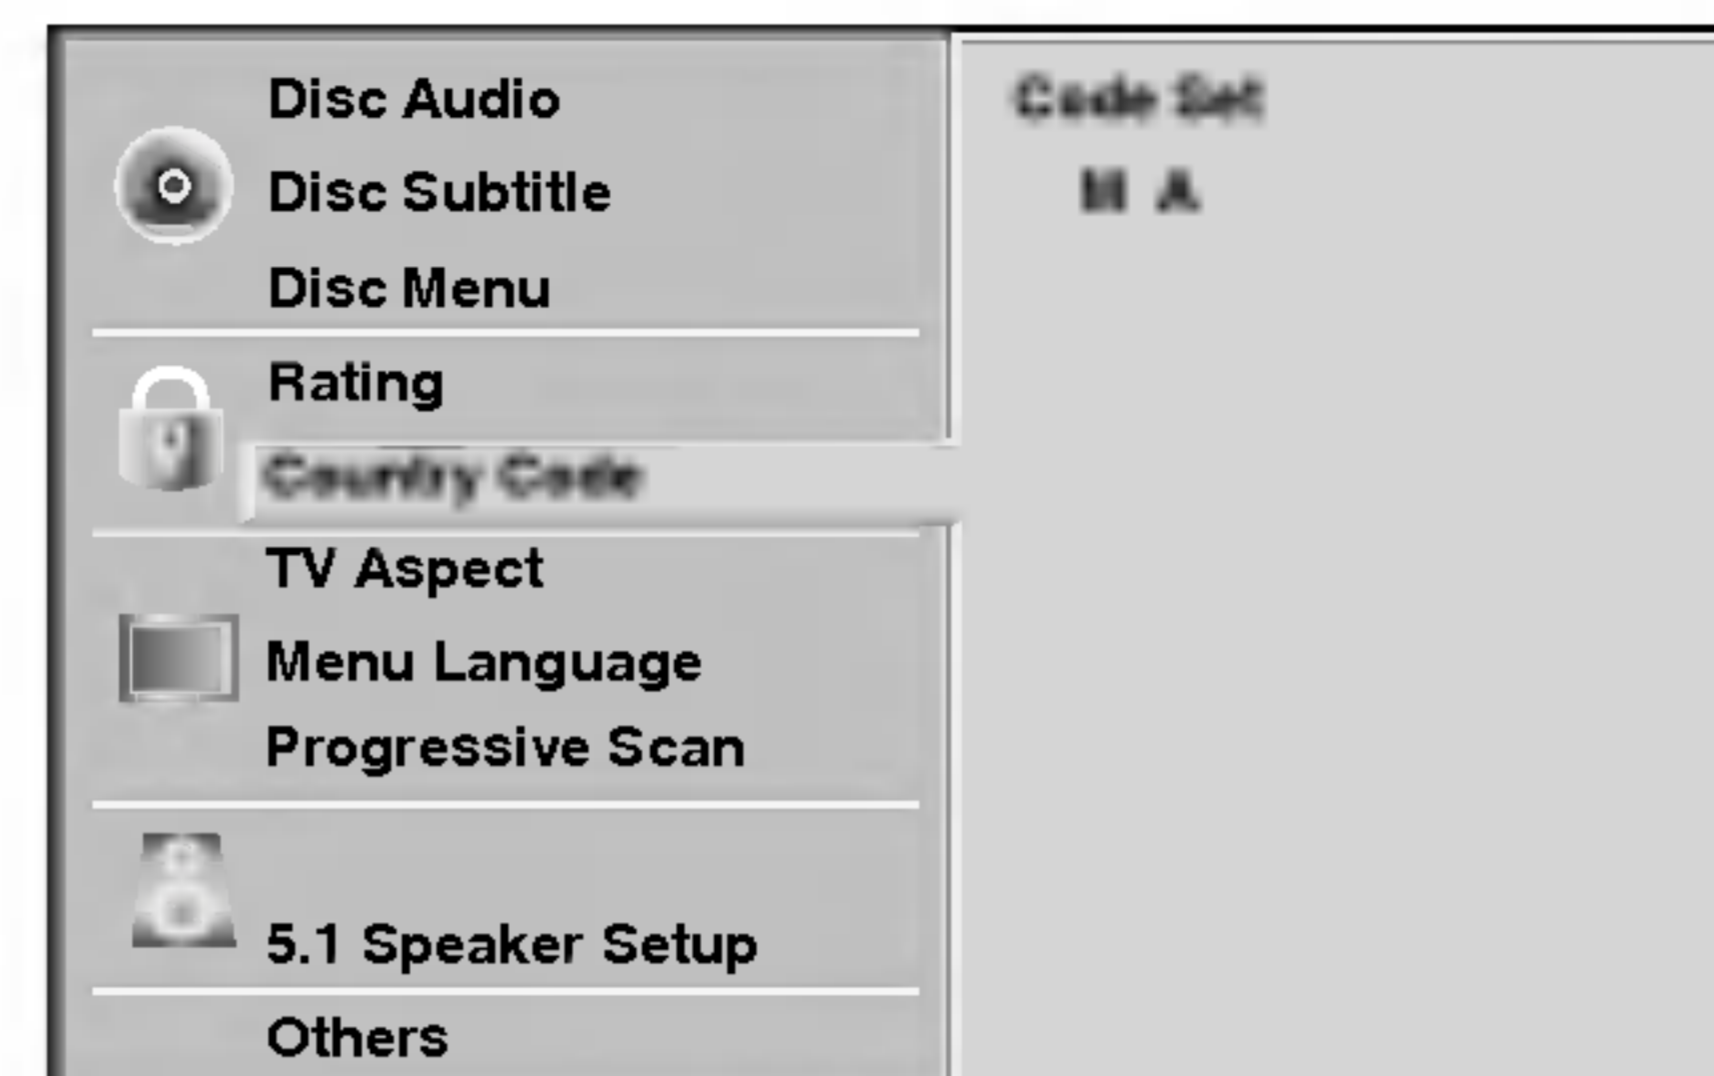 Disc Audio
Disc Subtitle
Disc Menu
Rating
Country Code
TV Aspect
Menu Language
Progressive Scan
5.1 Speaker Setup
Others
Code Set
A